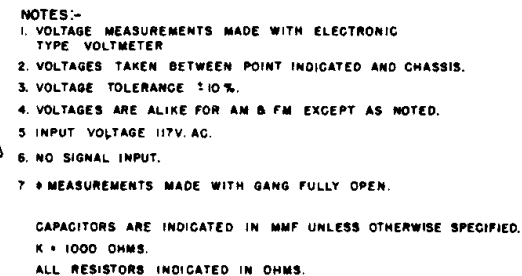 NOTES:-
1. VOLTAGE MEASUREMENTS MADE WITH ELECTRONIC
TYPE VOLTMETER
2. VOLTAGES TAKEN BETWEEN POINT INDICATED AND CHASSIS.
3. VOLTAGE TOLERANCE ±10%.
4. VOLTAGES ARE ALIKE FOR AM & FM EXCEPT AS NOTED.
5 INPUT VOLTAGE 117V. AC.
6. NO SIGNAL INPUT.
7 * MEASUREMENTS MADE WITH GANG FULLY OPEN.
CAPACITORS ARE INDICATED IN MMF UNLESS OTHERWISE SPECIFIED.
K = 1000 OHMS.
ALL RESISTORS INDICATED IN OHMS.